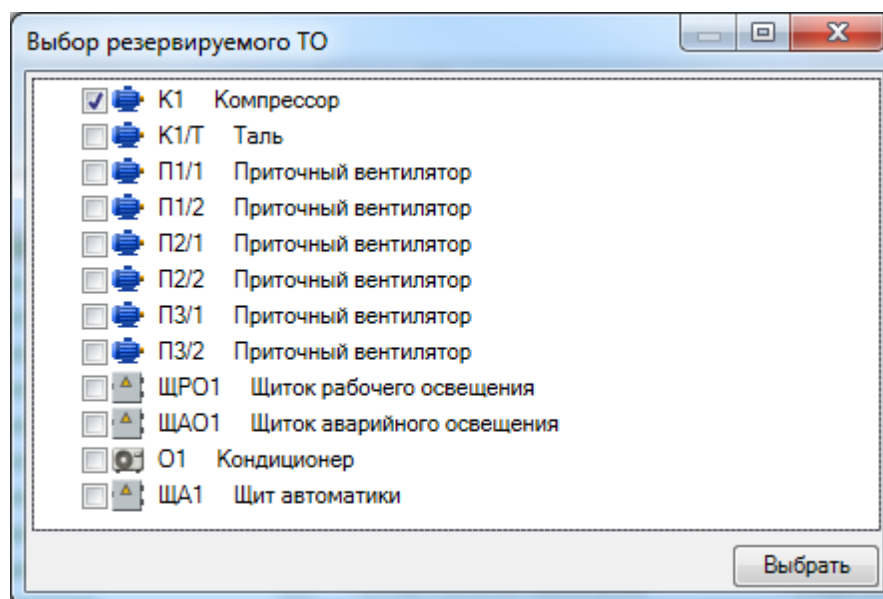 Выбор резервируемого ТО
К1 Компрессор
К1/Т Таль
П1/1 Приточный вентилятор
П1/2 Приточный вентилятор
П2/1 Приточный вентилятор
П2/2 Приточный вентилятор
П3/1 Приточный вентилятор
П3/2 Приточный вентилятор
ЩРО1 Щиток рабочего освещения
ЩАО1 Щиток аварийного освещения
О1 Кондиционер
ЩА1 Щит автоматики
Выбрать